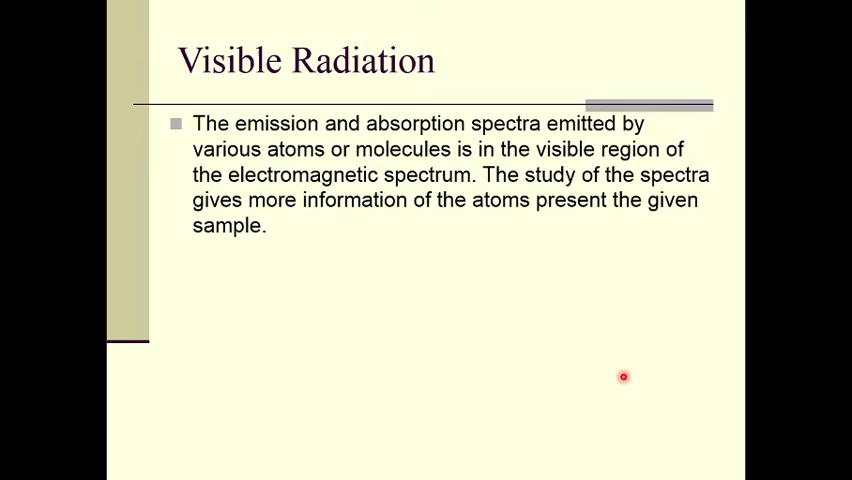 Visible Radiation
The emission and absorption spectra emitted by
various atoms or molecules is in the visible region of
the electromagnetic spectrum. The study of the spectra
gives more information of the atoms present the given
sample.